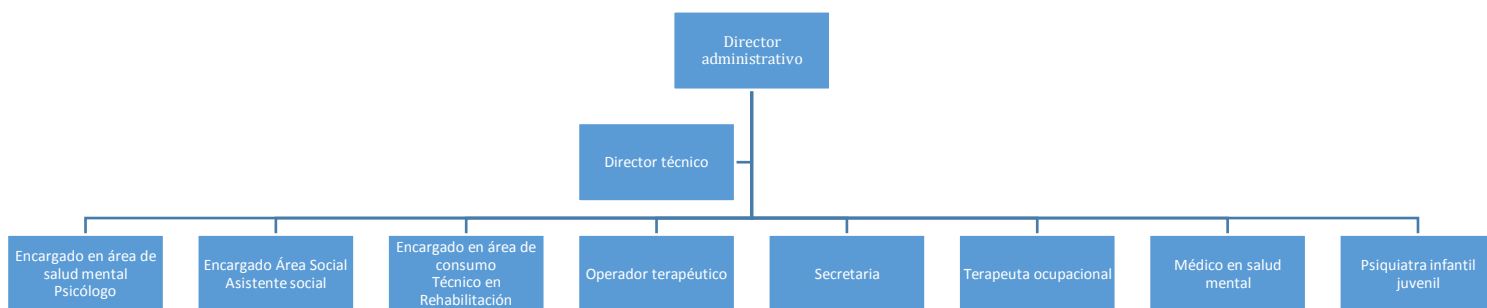 Director
administrativo
Director técnico
Encargado en área de
salud mental
Psicólogo
Encargado Área Social
Asistente social
Encargado en área de
consumo
Técnico en
Rehabilitación
Operador terapéutico
Secretaria
Terapeuta ocupacional
Médico en salud
mental
Psiquiatra infantil
juvenil